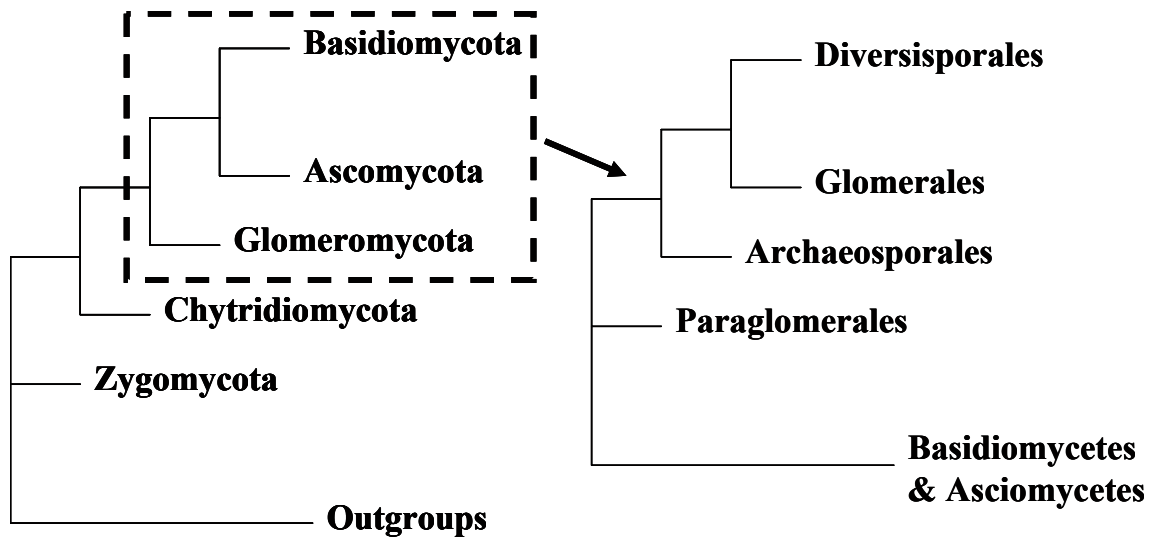 Basidiomycota
Ascomycota
Glomeromycota
Chytridiomycota
Zygomycota
Outgroups
Diversisporales
Glomerales
Archaeosporales
Paraglomerales
Basidiomycetes
& Asciomycetes